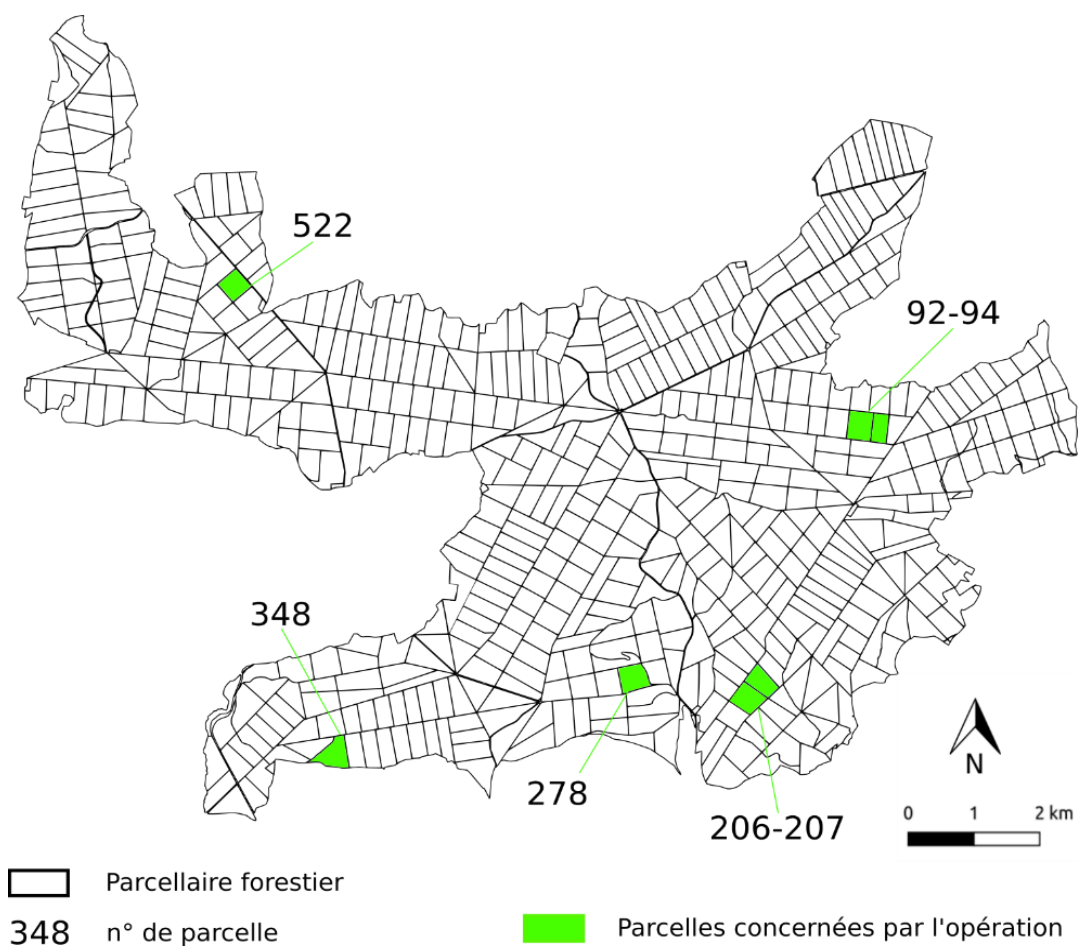 522
92-94
348
278
206-207
N
0 1 2 km
Parcellaire forestier
348 n° de parcelle
Parcelles concernées par l'opération